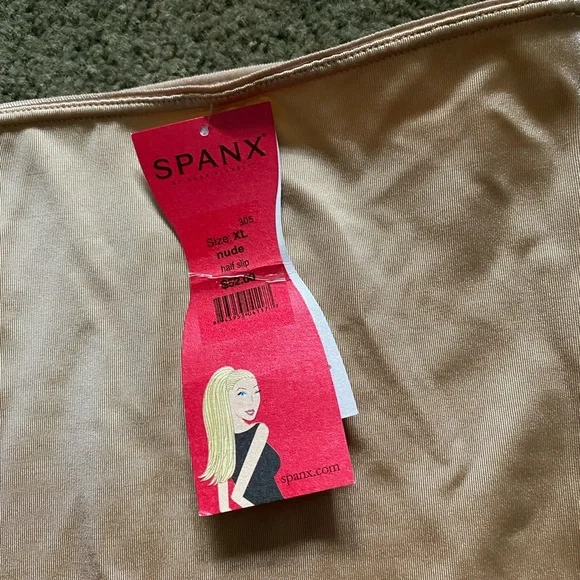 SPANX®
305
Size: XL
nude
half slip
spanx.com